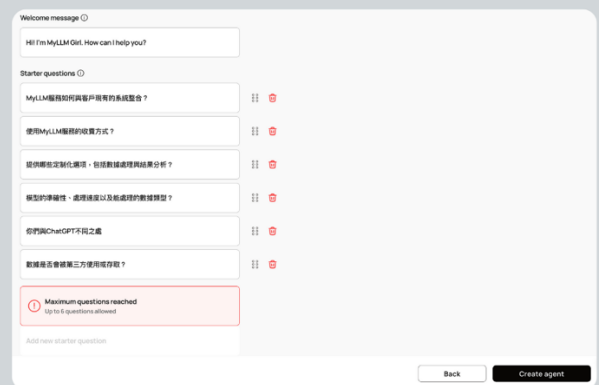 Welcome message
Hi! I'm MyLLM Girl. How can I help you?
Starter questions
MyLLM服務如何與客戶現有的系統整合？
使用MyLLM服務的收費方式？
提供哪些定制化選項，包括數據處理與結果分析？
模型的準確性、處理速度以及能處理的數據類型？
你們與ChatGPT不同之處
數據是否會被第三方使用或存取？
Maximum questions reached
Up to 6 questions allowed
Add new starter question
Back
Create agent